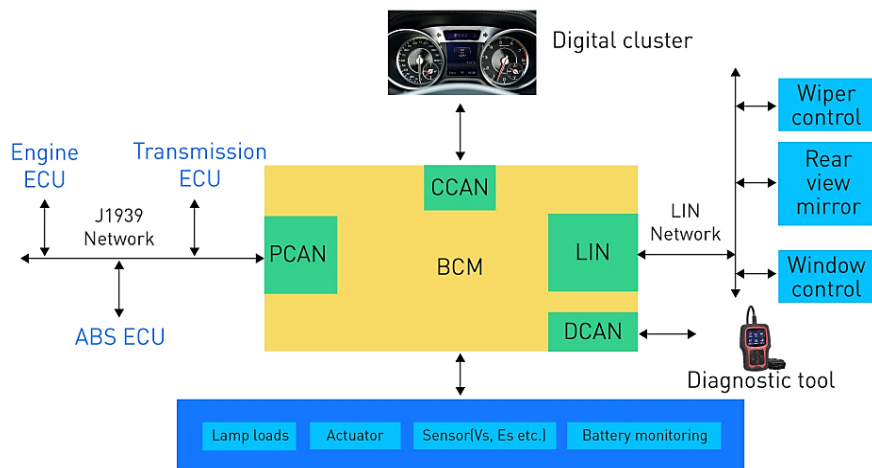 Digital cluster
Wiper
control
Engine
ECU
Transmission
ECU
CCAN
Rear
view
mirror
J1939
Network
LIN
Network
PCAN
BCM
LIN
Window
control
ABS ECU
DCAN
Diagnostic tool
Lamp loads
Actuator
Sensor(Vs, Es etc.)
Battery monitoring